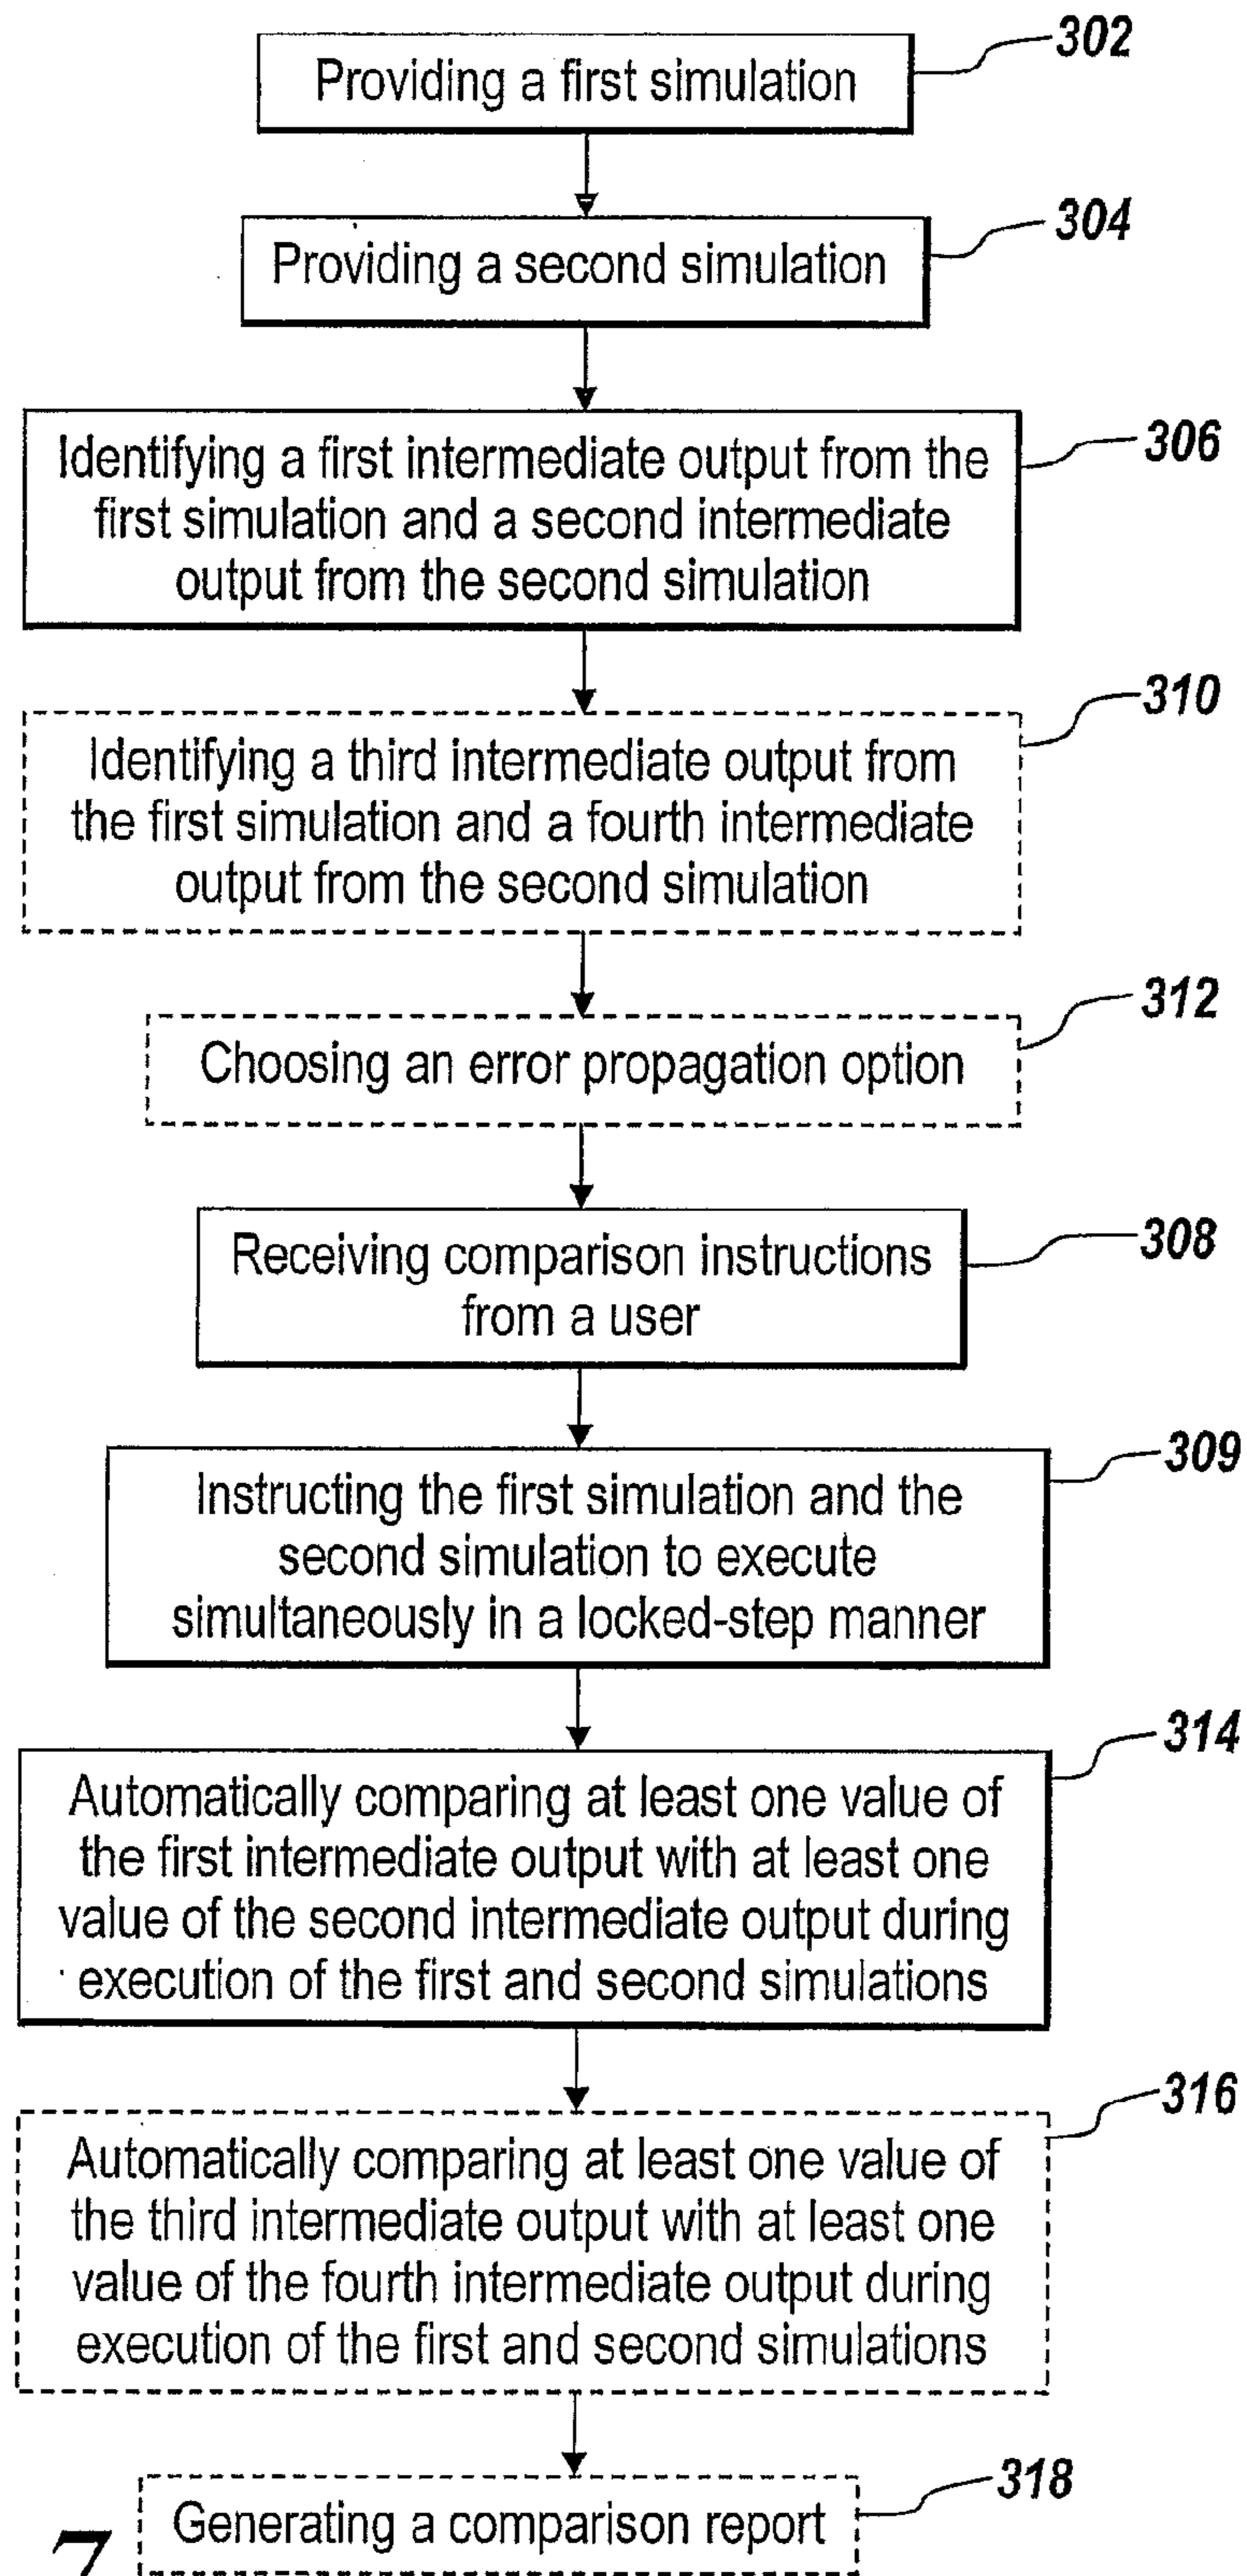 302
Providing a first simulation
304
Providing a second simulation
306
Identifying a first intermediate output from the
first simulation and a second intermediate
output from the second simulation
310
Identifying a third intermediate output from
the first simulation and a fourth intermediate
output from the second simulation
312
Choosing an error propagation option
308
Receiving comparison instructions
from a user
309
Instructing the first simulation and the
second simulation to execute
simultaneously in a locked-step manner
314
Automatically comparing at least one value of
the first intermediate output with at least one
value of the second intermediate output during
execution of the first and second simulations
316
Automatically comparing at least one value of
the third intermediate output with at least one
value of the fourth intermediate output during
execution of the first and second simulations
318
Generating a comparison report
7